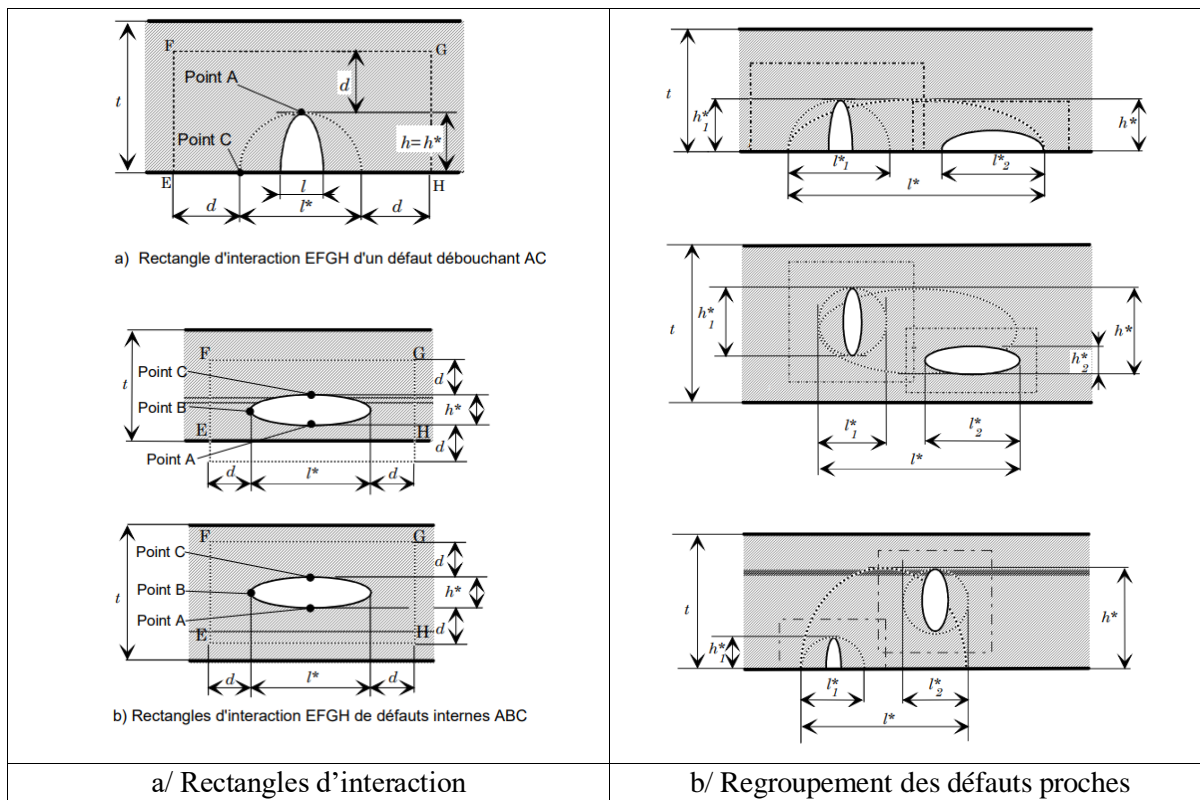 F
G
Point A
d
t
Point C
h=h*
E
H
l
d
l*
d
a) Rectangle d'interaction EFGH d'un défaut débouchant AC
F
G
Point C
d
t
Point B
h*
E
H
d
Point A
d
l*
d
F
G
Point C
d
t
Point B
h*
Point A
E
H
d
d
l*
d
b) Rectangles d'interaction EFGH de défauts internes ABC
t
h*1
h*
l*1
l*2
l*
t
h*1
h*
h*2
l*1
l*2
l*
t
h*
h*1
l*1
l*2
l*
a/ Rectangles d’interaction
b/ Regroupement des défauts proches